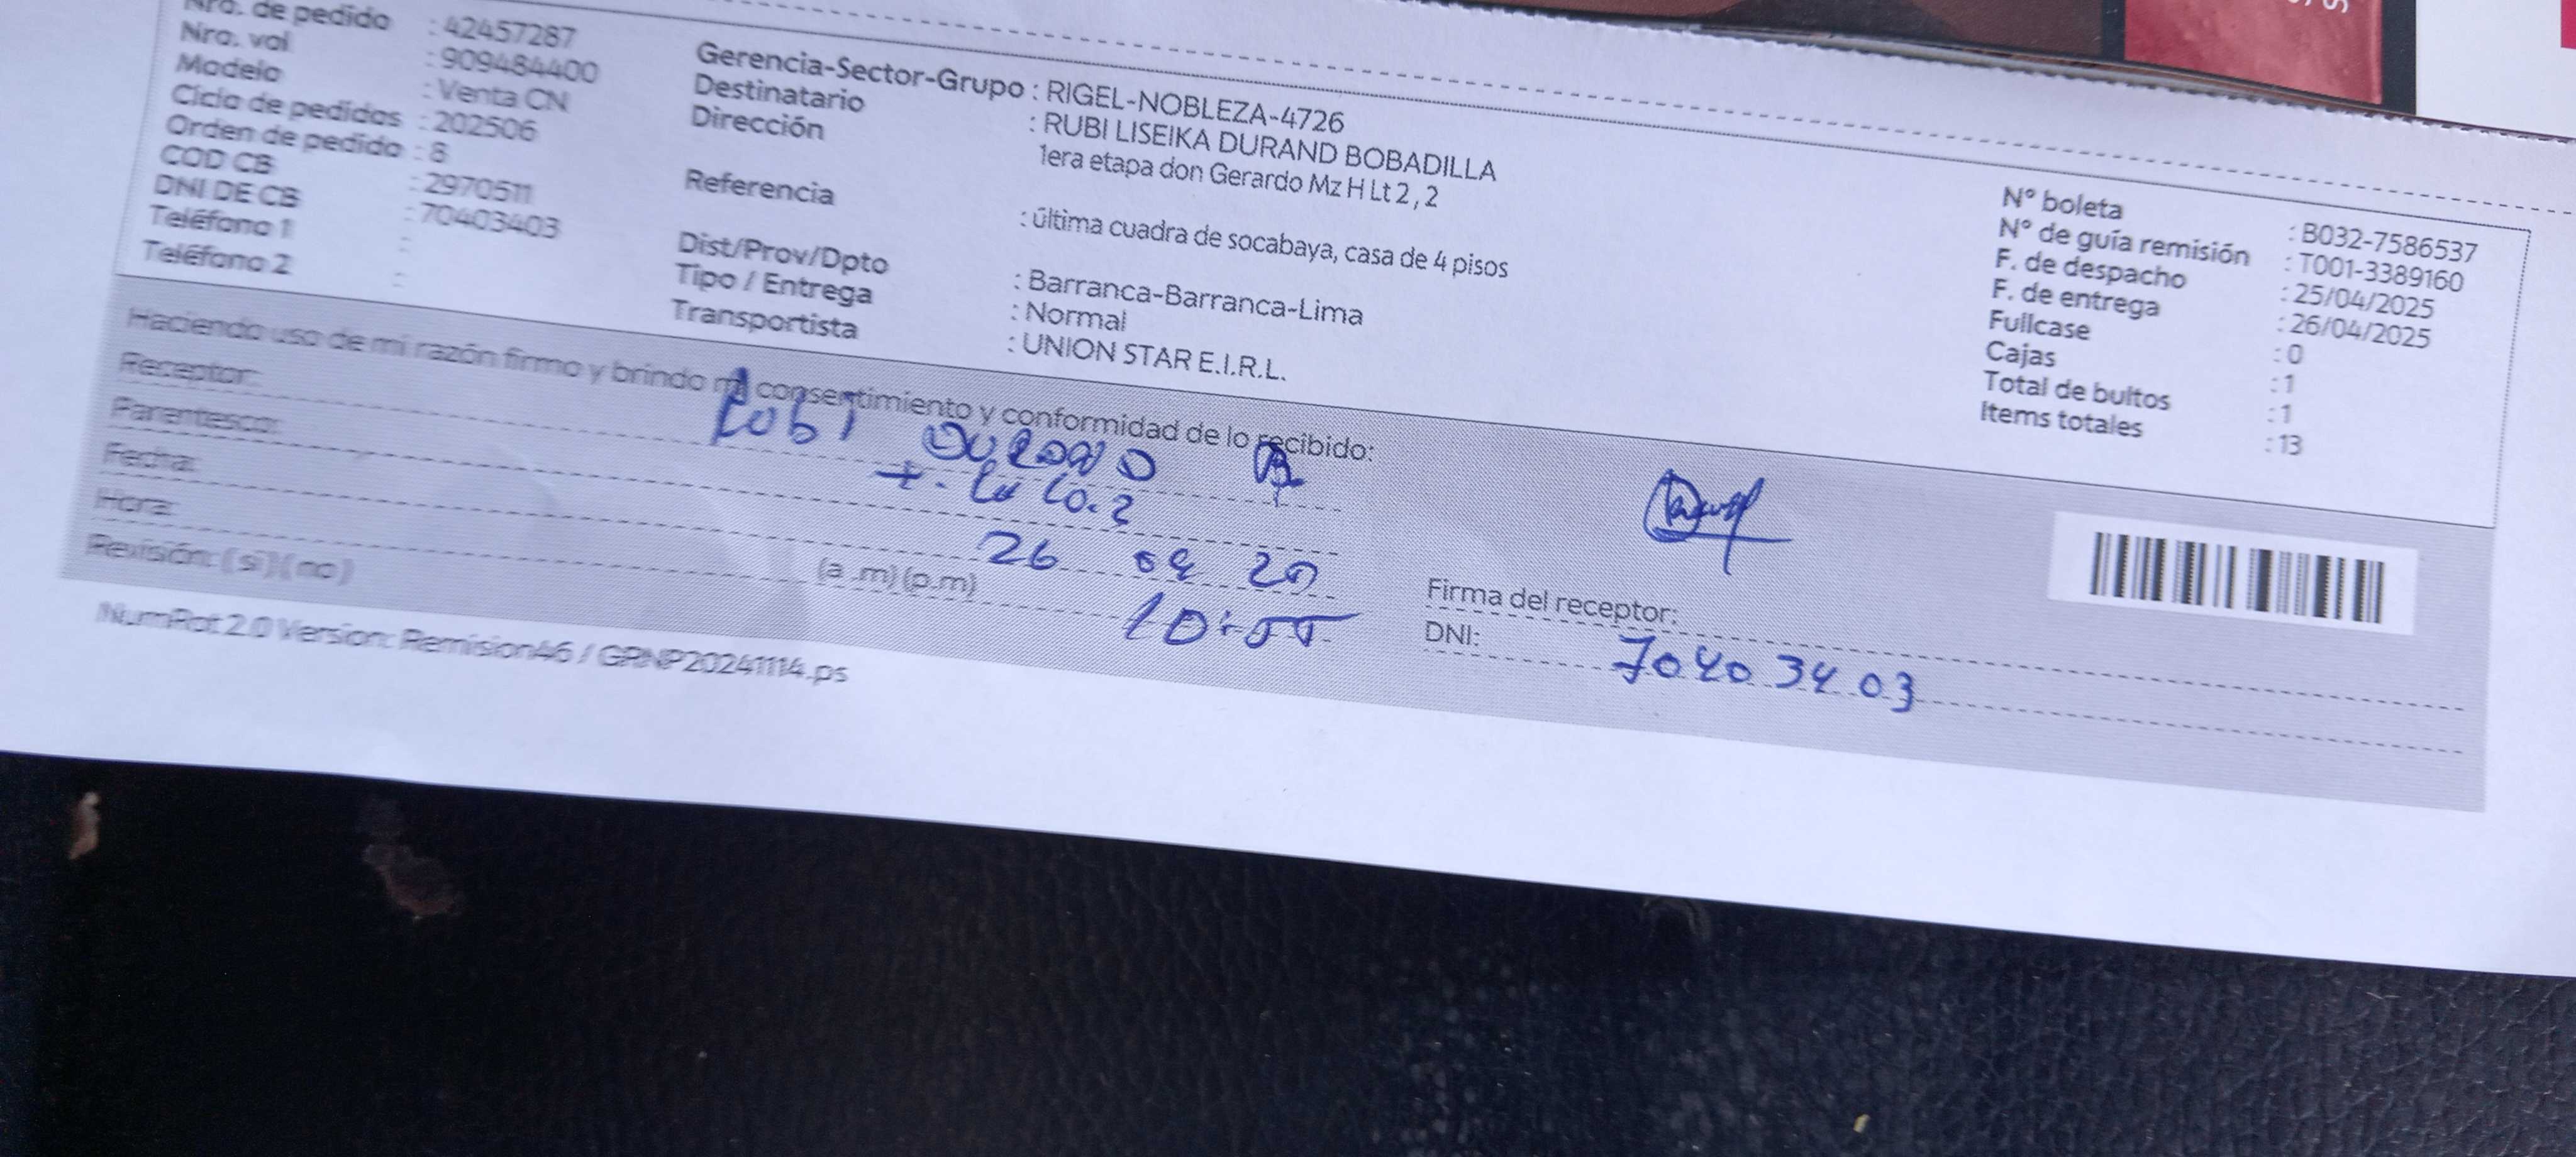 Nro. de pedido : 42457287
Nro. val : 909484400
Modelo : Venta CN
Ciclo de pedidos : 202506
Orden de pedido : 8
COD CB : 2970511
DNI DE CB : 70403403
Teléfono 1 :
Teléfono 2 :
Gerencia-Sector-Grupo : RIGEL-NOBLEZA-4726
Destinatario : RUBI LISEIKA DURAND BOBADILLA
Dirección 1era etapa don Gerardo Mz H Lt 2 , 2
Referencia : última cuadra de socabaya, casa de 4 pisos
Dist/Prov/Dpto : Barranca-Barranca-Lima
Tipo / Entrega : Normal
Transportista : UNION STAR E.I.R.L.
N° boleta : B032-7586537
N° de guía remisión : T001-3389160
F. de despacho : 25/04/2025
F. de entrega : 26/04/2025
Fullcase : 0
Cajas : 1
Total de bultos : 1
Items totales : 13
Haciendo uso de mi razón firmo y brindo mi consentimiento y conformidad de lo recibido:
Receptor: Rubi DURAND B
Parentesco:
Fecha: 26 04 20
Hora: (a .m) (p.m) 10:55
Revisión: ( si ) ( no )
Firma del receptor:
DNI: 70403403
NumRot 2.0 Version: Remision46 / GRNP20241114.ps